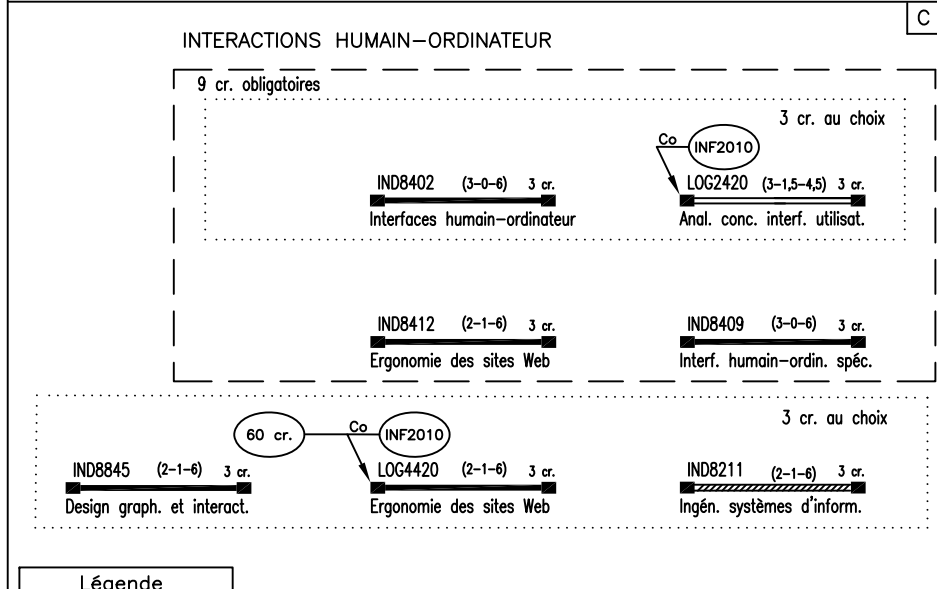 C
INTERACTIONS HUMAIN-ORDINATEUR
9 cr. obligatoires
3 cr. au choix
Co INF2010
IND8402 (3-0-6) 3 cr.
Interfaces humain-ordinateur
LOG2420 (3-1,5-4,5) 3 cr.
Anal. conc. interf. utilisat.
IND8412 (2-1-6) 3 cr.
Ergonomie des sites Web
IND8409 (3-0-6) 3 cr.
Interf. humain-ordin. spéc.
3 cr. au choix
60 cr. Co INF2010
IND8845 (2-1-6) 3 cr.
Design graph. et interact.
LOG4420 (2-1-6) 3 cr.
Ergonomie des sites Web
IND8211 (2-1-6) 3 cr.
Ingén. systèmes d'inform.
Légende